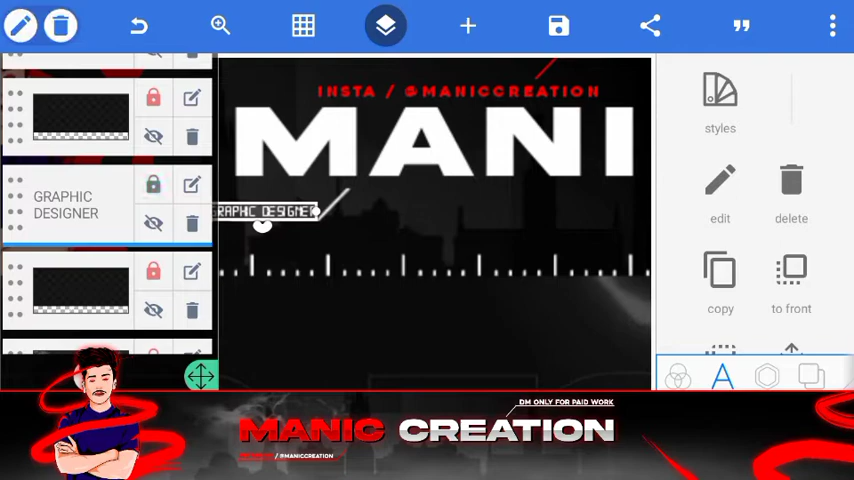 styles
INSTA / @MANICCREATION
MANI
edit
delete
GRAPHIC
DESIGNER
GRAPHIC DESIGNER
copy
to front
A
DM ONLY FOR PAID WORK
MANIC CREATION
/ @MANICCREATION